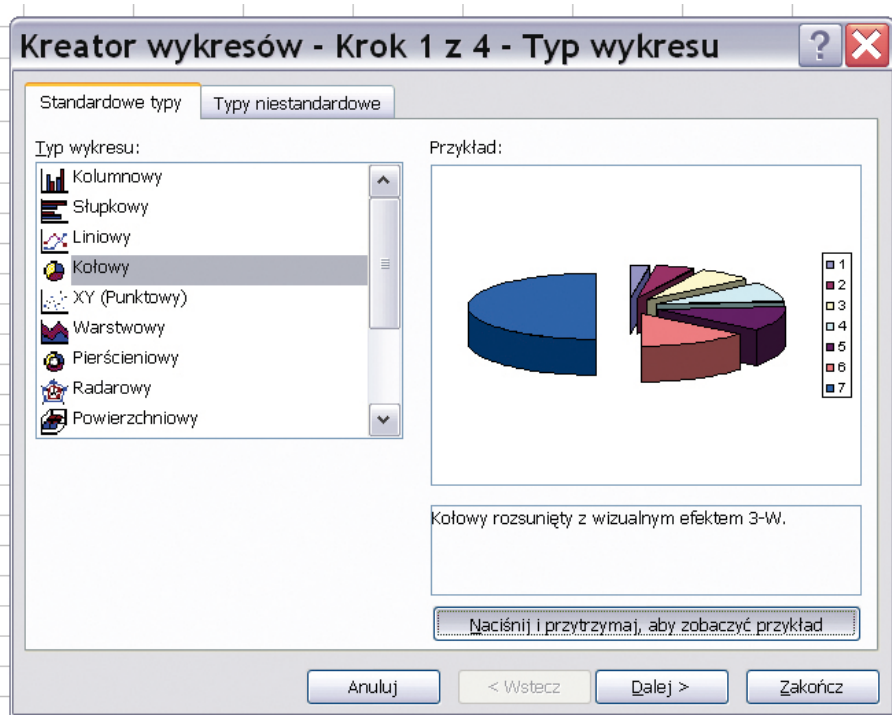 Kreator wykresów - Krok 1 z 4 - Typ wykresu
Standardowe typy
Typy niestandardowe
Typ wykresu:
Kolumnowy
Słupkowy
Liniowy
Kołowy
XY (Punktowy)
Warstwowy
Pierścieniowy
Radarowy
Powierzchniowy
Przykład:
1
2
3
4
5
6
7
Kołowy rozsunięty z wizualnym efektem 3-W.
Naciśnij i przytrzymaj, aby zobaczyć przykład
Anuluj
< Wstecz
Dalej >
Zakończ